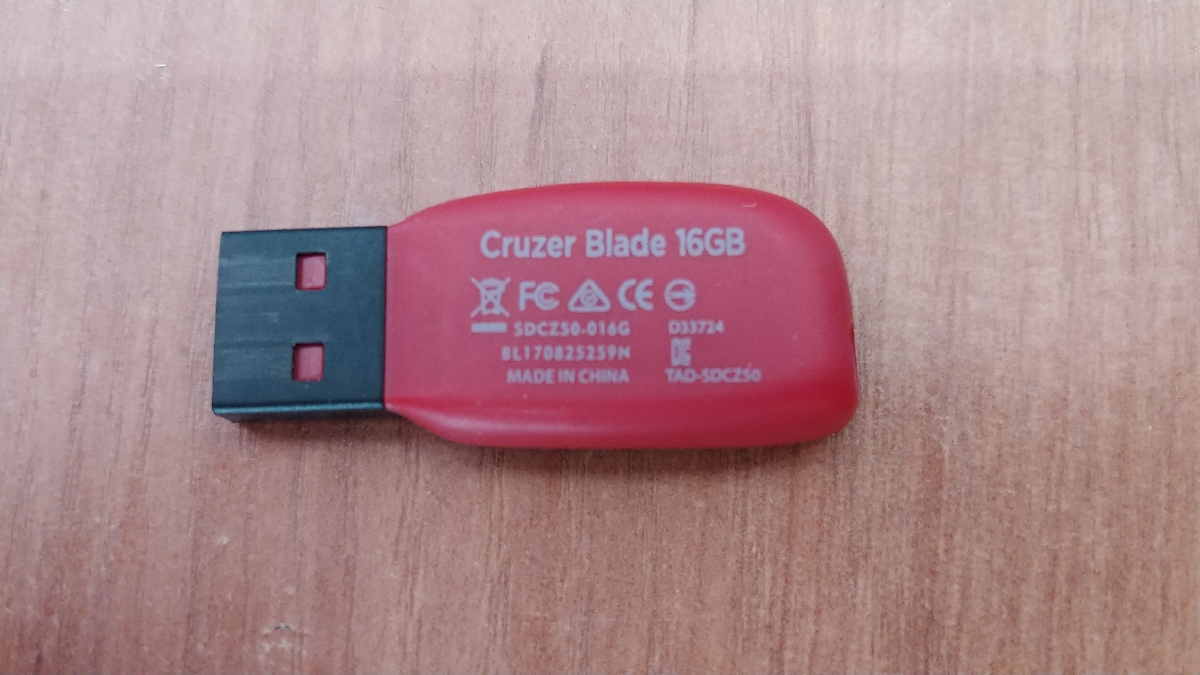 Cruzer Blade 16GB
FC CE
SDCZ50-016G D33724
BL170825259N
MADE IN CHINA TAD-SDCZ50